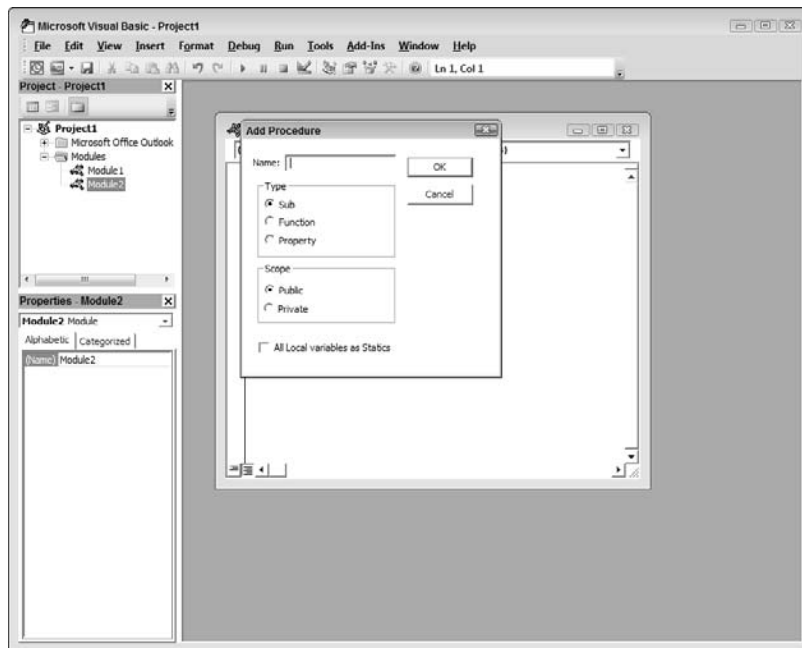 Microsoft Visual Basic - Project1
File Edit View Insert Format Debug Run Tools Add-Ins Window Help
Ln 1, Col 1
Project - Project1
Project1
Microsoft Office Outlook
Modules
Module1
Module2
Add Procedure
Name:
OK
Cancel
Type
Sub
Function
Property
Scope
Public
Private
All Local variables as Statics
Properties - Module2
Module2 Module
Alphabetic Categorized
(Name) Module2